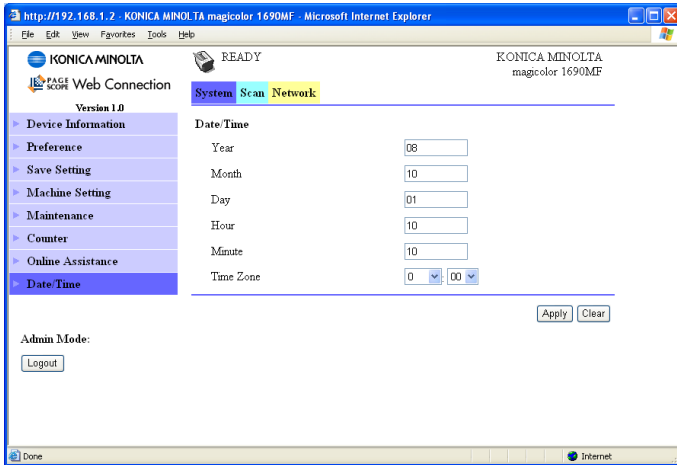 http://192.168.1.2 - KONICA MINOLTA magicolor 1690MF - Microsoft Internet Explorer
File Edit View Favorites Tools Help
KONICA MINOLTA
PAGE SCOPE Web Connection
Version 1.0
READY
KONICA MINOLTA
magicolor 1690MF
System Scan Network
Device Information
Preference
Save Setting
Machine Setting
Maintenance
Counter
Online Assistance
Date/Time
Admin Mode:
Logout
Date/Time
Year 08
Month 10
Day 01
Hour 10
Minute 10
Time Zone 0 : 00
Apply Clear
Done Internet